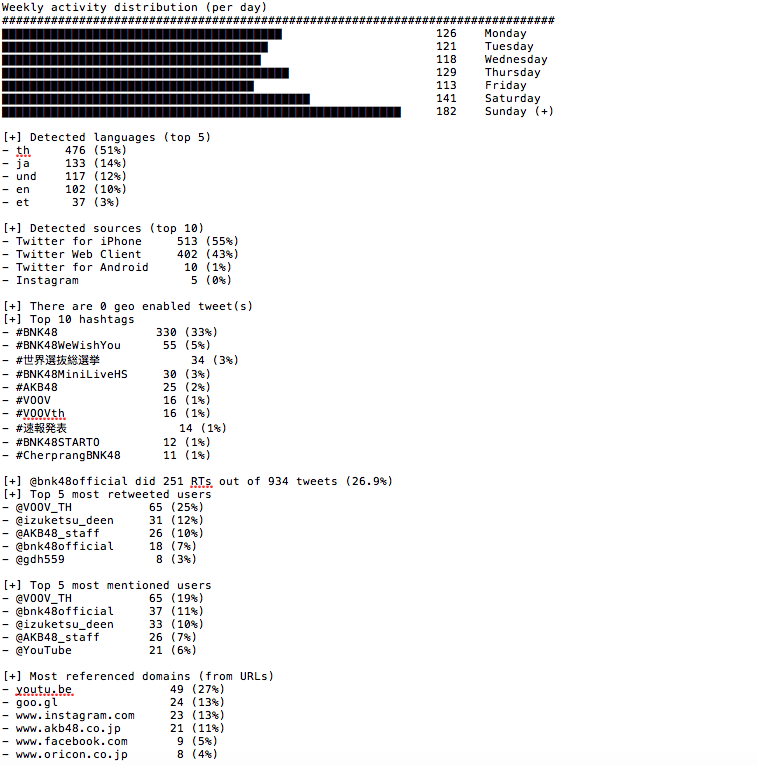 Weekly activity distribution (per day)
###############################################################################
126 Monday
121 Tuesday
118 Wednesday
129 Thursday
113 Friday
141 Saturday
182 Sunday (+)
[+] Detected languages (top 5)
- th 476 (51%)
- ja 133 (14%)
- und 117 (12%)
- en 102 (10%)
- et 37 (3%)
[+] Detected sources (top 10)
- Twitter for iPhone 513 (55%)
- Twitter Web Client 402 (43%)
- Twitter for Android 10 (1%)
- Instagram 5 (0%)
[+] There are 0 geo enabled tweet(s)
[+] Top 10 hashtags
- #BNK48 330 (33%)
- #BNK48WeWishYou 55 (5%)
- #世界選抜総選挙 34 (3%)
- #BNK48MiniLiveHS 30 (3%)
- #AKB48 25 (2%)
- #VOOV 16 (1%)
- #VOOVth 16 (1%)
- #速報発表 14 (1%)
- #BNK48STARTO 12 (1%)
- #CherprangBNK48 11 (1%)
[+] @bnk48official did 251 RTs out of 934 tweets (26.9%)
[+] Top 5 most retweeted users
- @VOOV_TH 65 (25%)
- @izuketsu_deen 31 (12%)
- @AKB48_staff 26 (10%)
- @bnk48official 18 (7%)
- @gdh559 8 (3%)
[+] Top 5 most mentioned users
- @VOOV_TH 65 (19%)
- @bnk48official 37 (11%)
- @izuketsu_deen 33 (10%)
- @AKB48_staff 26 (7%)
- @YouTube 21 (6%)
[+] Most referenced domains (from URLs)
- youtu.be 49 (27%)
- goo.gl 24 (13%)
- www.instagram.com 23 (13%)
- www.akb48.co.jp 21 (11%)
- www.facebook.com 9 (5%)
- www.oricon.co.jp 8 (4%)